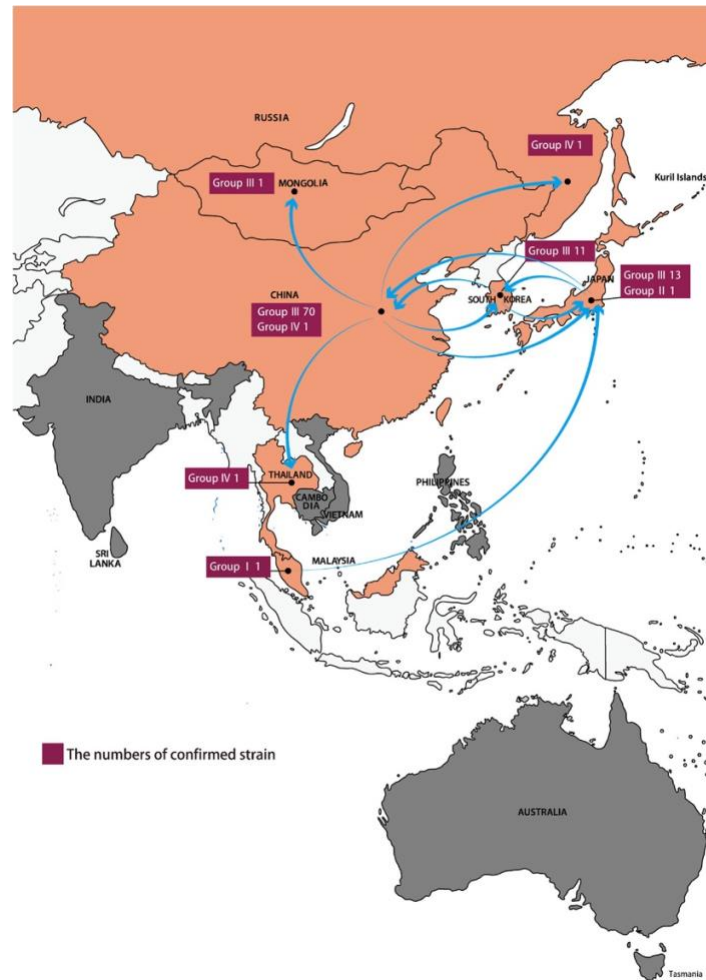 RUSSIA
Group IV 1
Group III 1
MONGOLIA
Kuril Islands
Group III 11
JAPAN
Group III 13
Group II 1
CHINA
SOUTH KOREA
Group III 70
Group IV 1
INDIA
Group IV 1
THAILAND
PHILIPPINES
CAMBO
DIA
VIETNAM
SRI
LANKA
MALAYSIA
Group I 1
The numbers of confirmed strain
AUSTRALIA
Tasmania